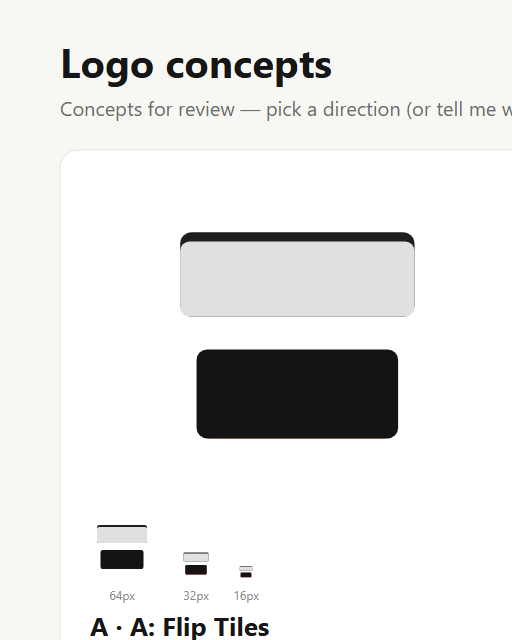 Logo concepts
Concepts for review — pick a direction (or tell me
64px
32px
16px
A · A: Flip Tiles